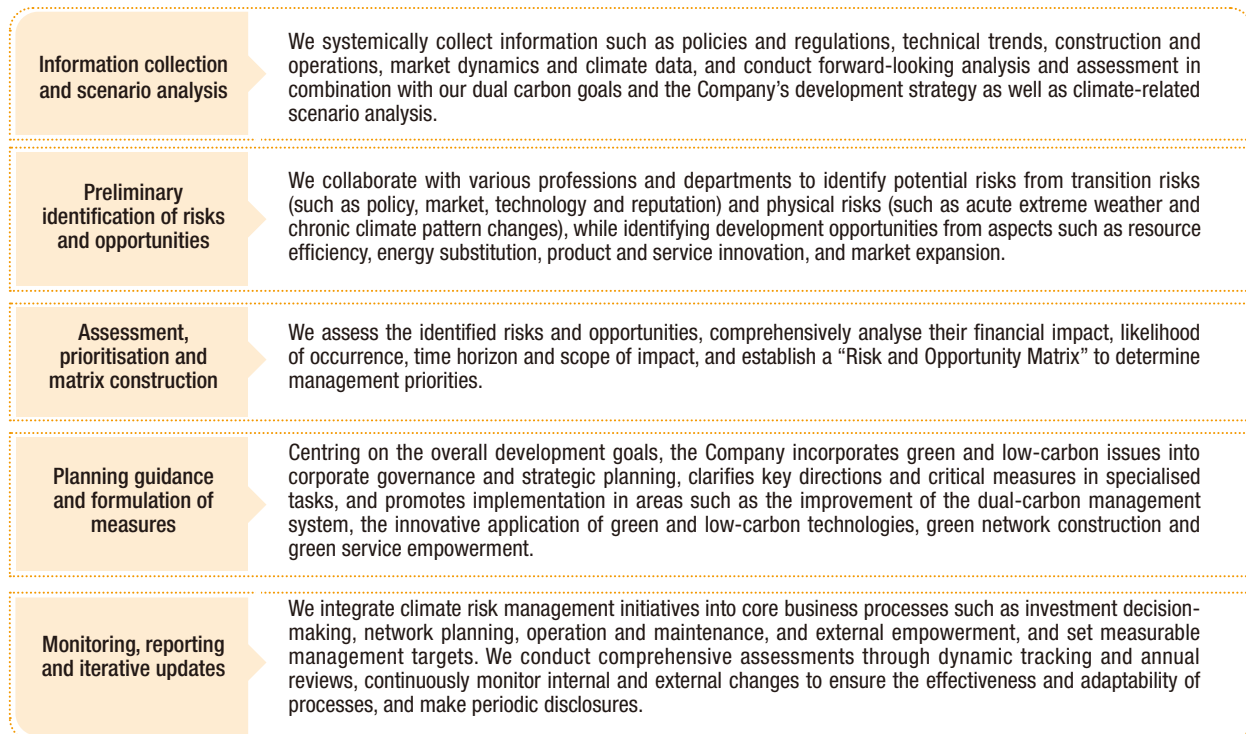 Information collection
and scenario analysis
We systemically collect information such as policies and regulations, technical trends, construction and
operations, market dynamics and climate data, and conduct forward-looking analysis and assessment in
combination with our dual carbon goals and the Company’s development strategy as well as climate-related
scenario analysis.
Preliminary
identification of risks
and opportunities
We collaborate with various professions and departments to identify potential risks from transition risks
(such as policy, market, technology and reputation) and physical risks (such as acute extreme weather and
chronic climate pattern changes), while identifying development opportunities from aspects such as resource
efficiency, energy substitution, product and service innovation, and market expansion.
Assessment,
prioritisation and
matrix construction
We assess the identified risks and opportunities, comprehensively analyse their financial impact, likelihood
of occurrence, time horizon and scope of impact, and establish a “Risk and Opportunity Matrix” to determine
management priorities.
Planning guidance
and formulation of
measures
Centring on the overall development goals, the Company incorporates green and low-carbon issues into
corporate governance and strategic planning, clarifies key directions and critical measures in specialised
tasks, and promotes implementation in areas such as the improvement of the dual-carbon management
system, the innovative application of green and low-carbon technologies, green network construction and
green service empowerment.
Monitoring, reporting
and iterative updates
We integrate climate risk management initiatives into core business processes such as investment decision-
making, network planning, operation and maintenance, and external empowerment, and set measurable
management targets. We conduct comprehensive assessments through dynamic tracking and annual
reviews, continuously monitor internal and external changes to ensure the effectiveness and adaptability of
processes, and make periodic disclosures.